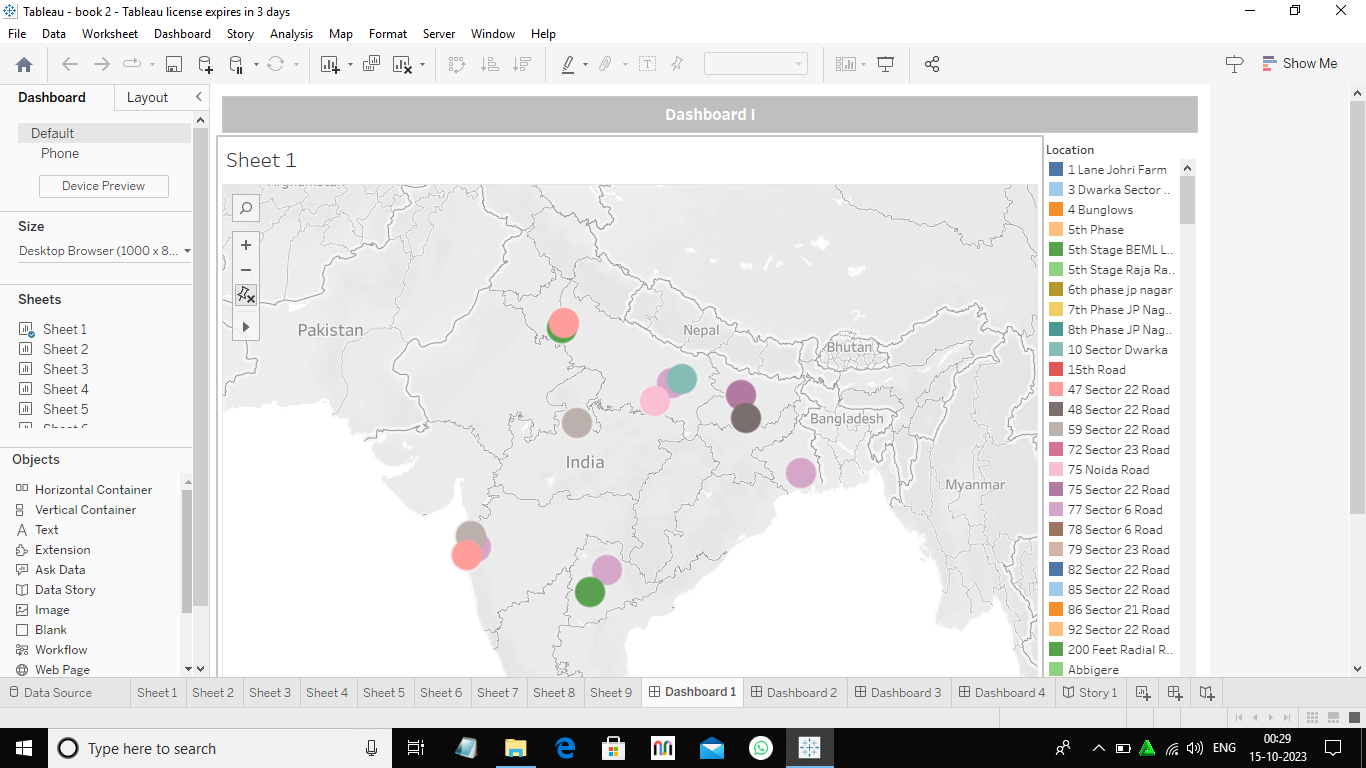 Tableau - book 2 - Tableau license expires in 3 days
File Data Worksheet Dashboard Story Analysis Map Format Server Window Help
Show Me
Dashboard Layout
Default
Phone
Device Preview
Size
Desktop Browser (1000 x 8...
Sheets
Sheet 1
Sheet 2
Sheet 3
Sheet 4
Sheet 5
Objects
Horizontal Container
Vertical Container
Text
Extension
Ask Data
Data Story
Image
Blank
Workflow
Web Page
Dashboard I
Sheet 1
Pakistan
Nepal
Bhutan
Bangladesh
India
Myanmar
Location
1 Lane Johri Farm
3 Dwarka Sector ..
4 Bunglows
5th Phase
5th Stage BEML L..
5th Stage Raja Ra..
6th phase jp nagar
7th Phase JP Nag..
8th Phase JP Nag..
10 Sector Dwarka
15th Road
47 Sector 22 Road
48 Sector 22 Road
59 Sector 22 Road
72 Sector 23 Road
75 Noida Road
75 Sector 22 Road
77 Sector 6 Road
78 Sector 6 Road
79 Sector 23 Road
82 Sector 22 Road
85 Sector 22 Road
86 Sector 21 Road
92 Sector 22 Road
200 Feet Radial R..
Abbigere
Data Source Sheet 1 Sheet 2 Sheet 3 Sheet 4 Sheet 5 Sheet 6 Sheet 7 Sheet 8 Sheet 9 Dashboard 1 Dashboard 2 Dashboard 3 Dashboard 4 Story 1
Type here to search
ENG
00:29
15-10-2023